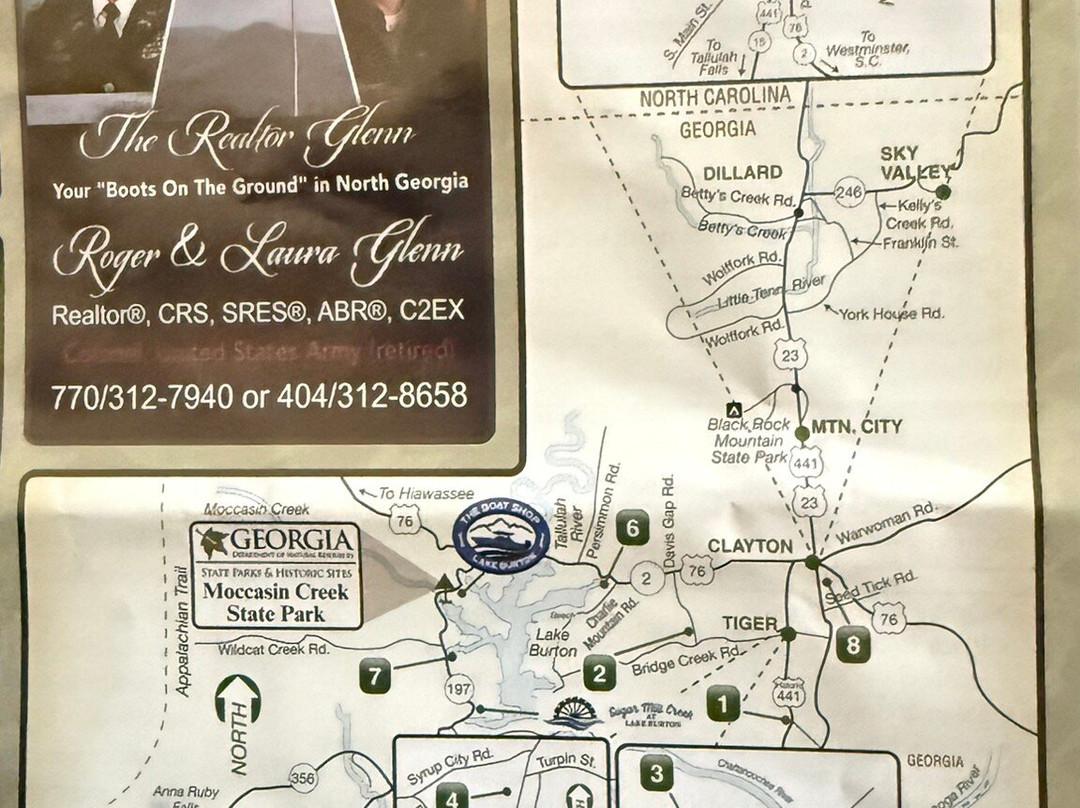 The Realtor Glenn
Your "Boots On The Ground" in North Georgia
Roger & Laura Glenn
Realtor®, CRS, SRES®, ABR®, C2EX
Colonel, United States Army (retired)
770/312-7940 or 404/312-8658
S. Main St.
441
76
15
2
To
Tallulah
Falls
To
Westminster,
S.C.
NORTH CAROLINA
GEORGIA
DILLARD
SKY
VALLEY
Betty's Creek Rd.
246
Kelly's
Creek Rd.
Betty's Creek
Franklin St.
Wolffork Rd.
Little Tenn River
York House Rd.
Wolffork Rd.
23
Black Rock
Mountain
State Park
MTN. CITY
441
23
To Hiawassee
76
Moccasin Creek
GEORGIA
DEPARTMENT OF NATURAL RESOURCES
STATE PARKS & HISTORIC SITES
Moccasin Creek
State Park
THE BOAT SHOP
LAKE BURTON
Tallulah
River
Persimmon Rd.
6
Davis Gap Rd.
2
76
CLAYTON
Warwoman Rd.
Seed Tick Rd.
76
8
Appalachian Trail
Wildcat Creek Rd.
7
197
Lake
Burton
Charlie
Mountain Rd.
2
Bridge Creek Rd.
TIGER
441
1
Sugar Mill Creek
AT
LAKE BURTON
NORTH
356
Anna Ruby
Falls
Syrup City Rd.
4
Turpin St.
3
Chattahoochee River
GEORGIA
River